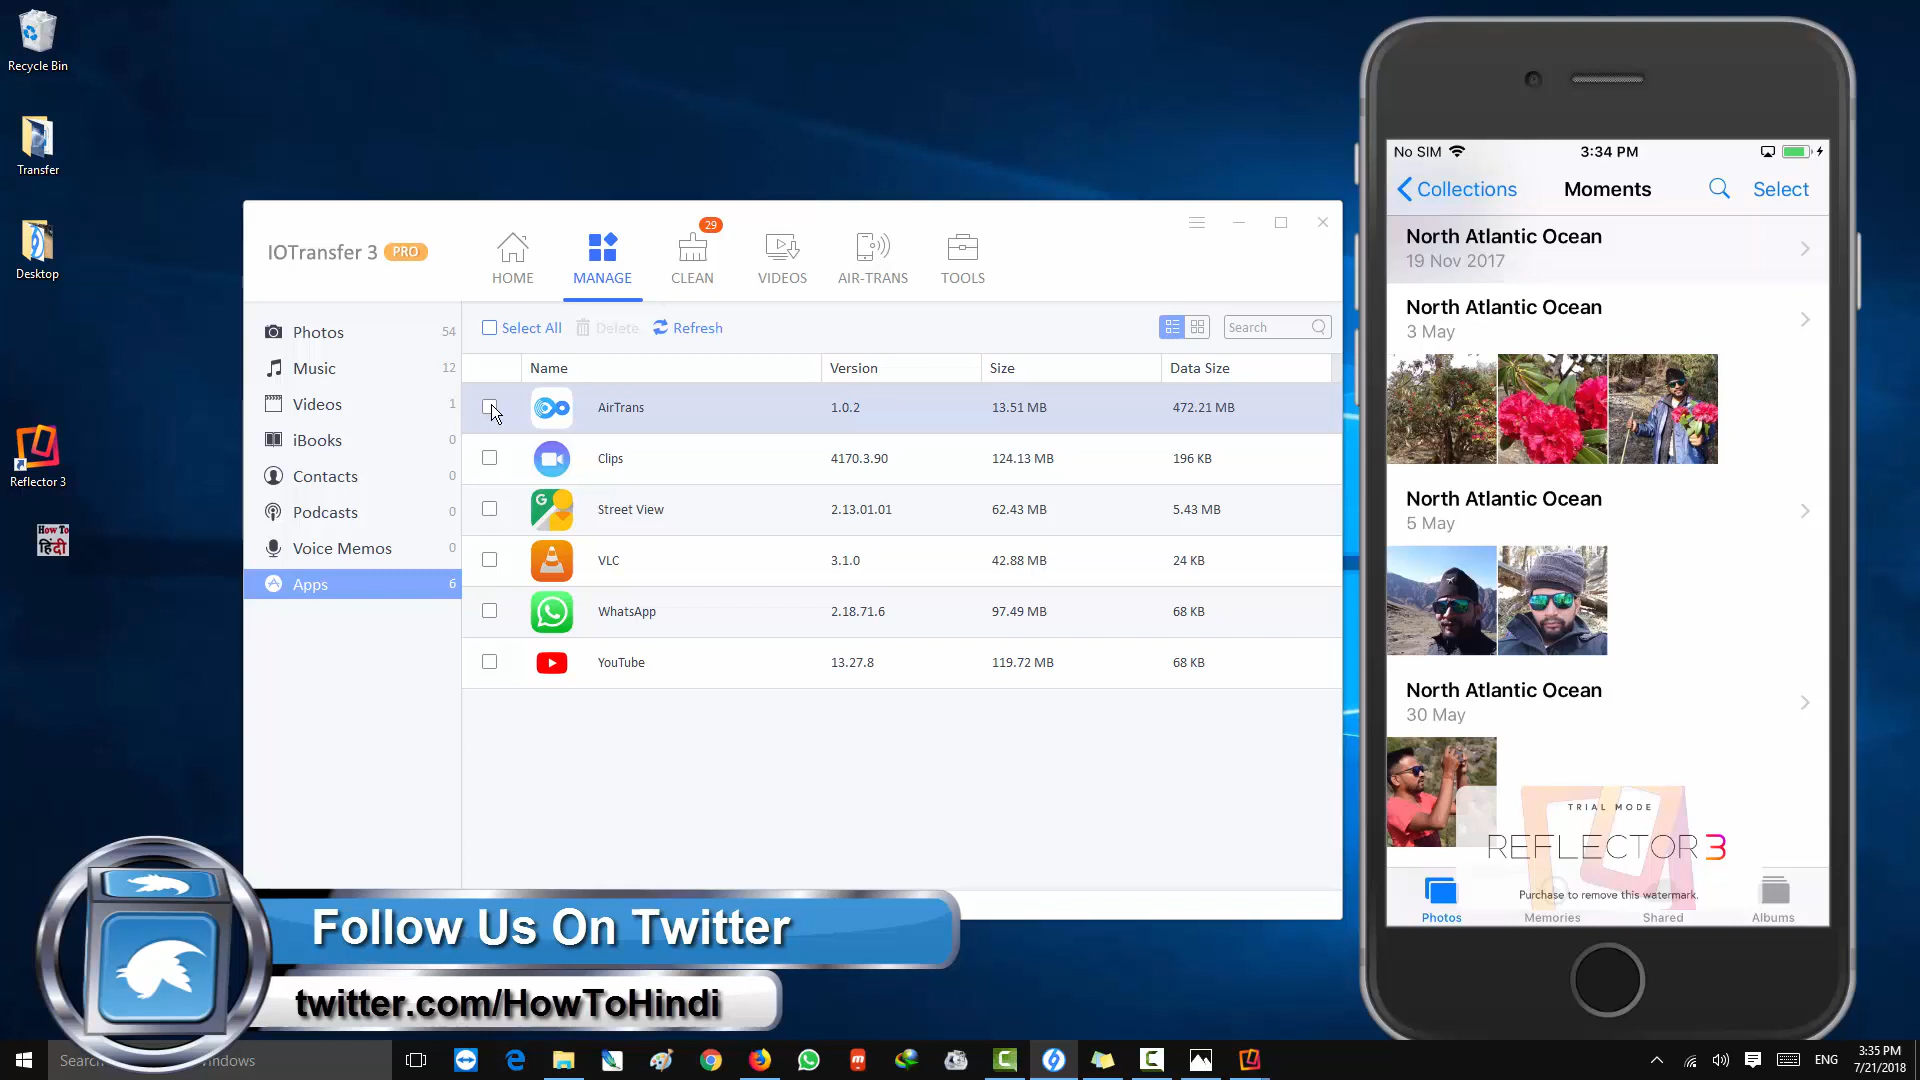 Recycle Bin
Transfer
Desktop
Reflector 3
How To
हिंदी
IOTransfer 3 PRO
HOME
MANAGE
29
CLEAN
VIDEOS
AIR-TRANS
TOOLS
Photos 54
Music 12
Videos 1
iBooks 0
Contacts 0
Podcasts 0
Voice Memos 0
Apps 6
Select All Delete Refresh Search
Name Version Size Data Size
AirTrans 1.0.2 13.51 MB 472.21 MB
Clips 4170.3.90 124.13 MB 196 KB
G
Street View 2.13.01.01 62.43 MB 5.43 MB
VLC 3.1.0 42.88 MB 24 KB
WhatsApp 2.18.71.6 97.49 MB 68 KB
YouTube 13.27.8 119.72 MB 68 KB
No SIM 3:34 PM
Collections Moments Select
North Atlantic Ocean
19 Nov 2017
North Atlantic Ocean
3 May
North Atlantic Ocean
5 May
North Atlantic Ocean
30 May
TRIAL MODE
REFLECTOR 3
Purchase to remove this watermark.
Photos Memories Shared Albums
Follow Us On Twitter
twitter.com/HowToHindi
ENG
3:35 PM
7/21/2018